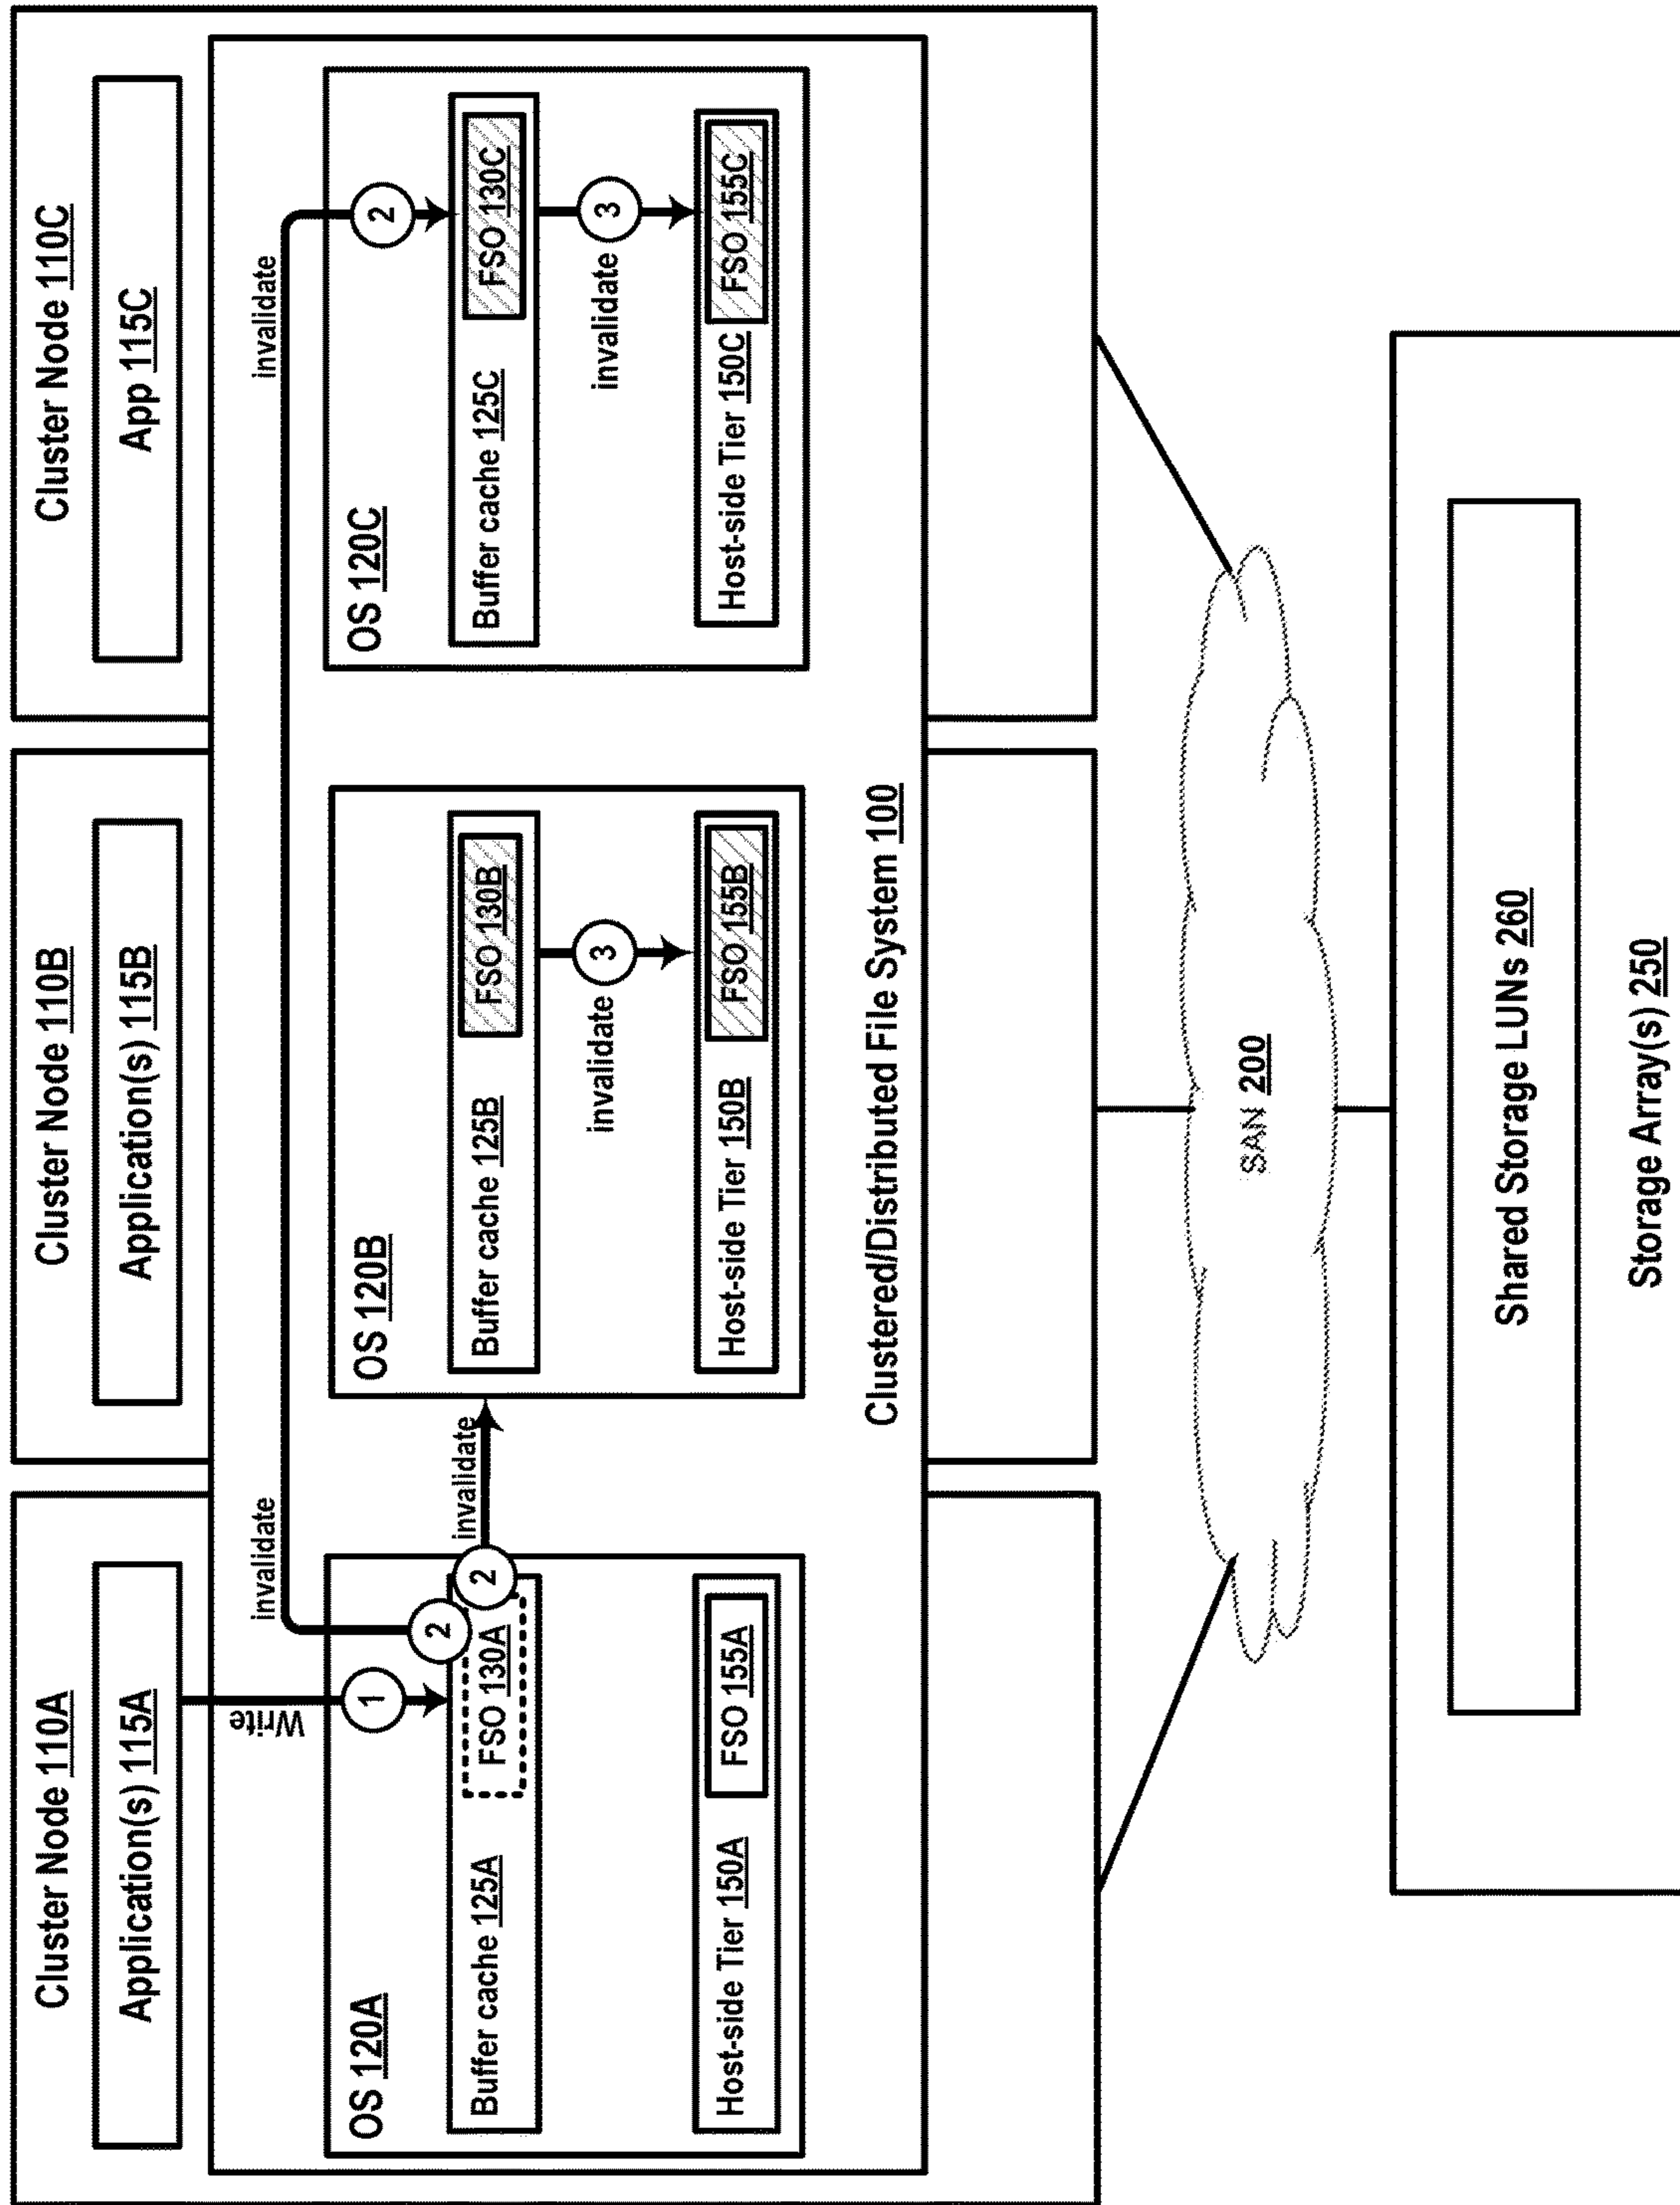 Cluster Node 110A
Application(s) 115A
Write
1
invalidate
OS 120A
2
2
invalidate
Buffer cache 125A
FSO 130A
Host-side Tier 150A
FSO 155A
Cluster Node 110B
Application(s) 115B
OS 120B
Buffer cache 125B
FSO 130B
invalidate
3
Host-side Tier 150B
FSO 155B
Cluster Node 110C
App 115C
invalidate
2
OS 120C
Buffer cache 125C
FSO 130C
invalidate
3
Host-side Tier 150C
FSO 155C
Clustered/Distributed File System 100
SAN 200
Shared Storage LUNs 260
Storage Array(s) 250